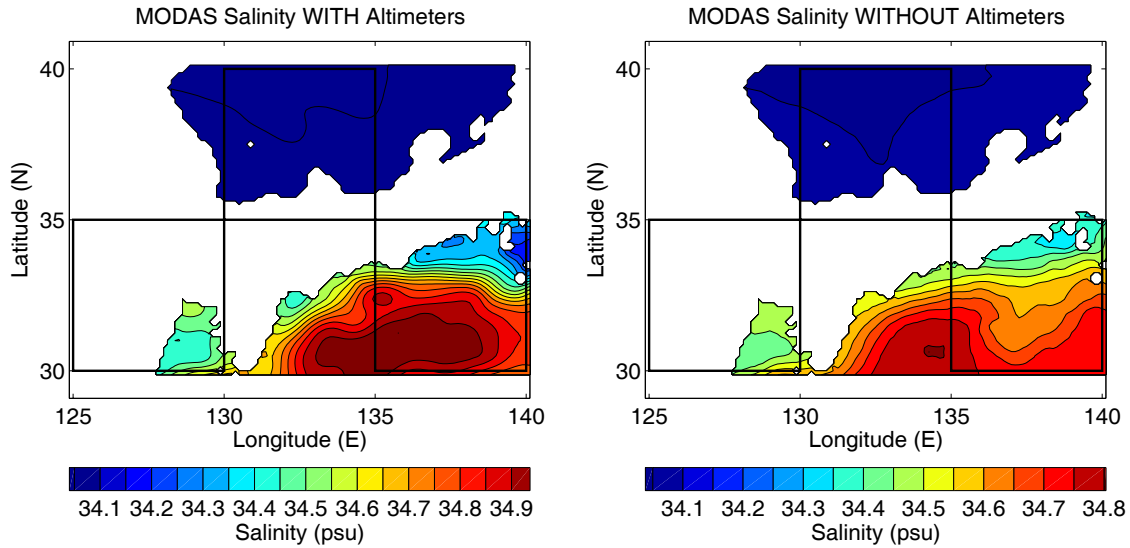 MODAS Salinity WITH Altimeters
40
35
30
Latitude (N)
125 130 135 140
Longitude (E)
34.1 34.2 34.3 34.4 34.5 34.6 34.7 34.8 34.9
Salinity (psu)
MODAS Salinity WITHOUT Altimeters
40
35
30
Latitude (N)
125 130 135 140
Longitude (E)
34.1 34.2 34.3 34.4 34.5 34.6 34.7 34.8
Salinity (psu)